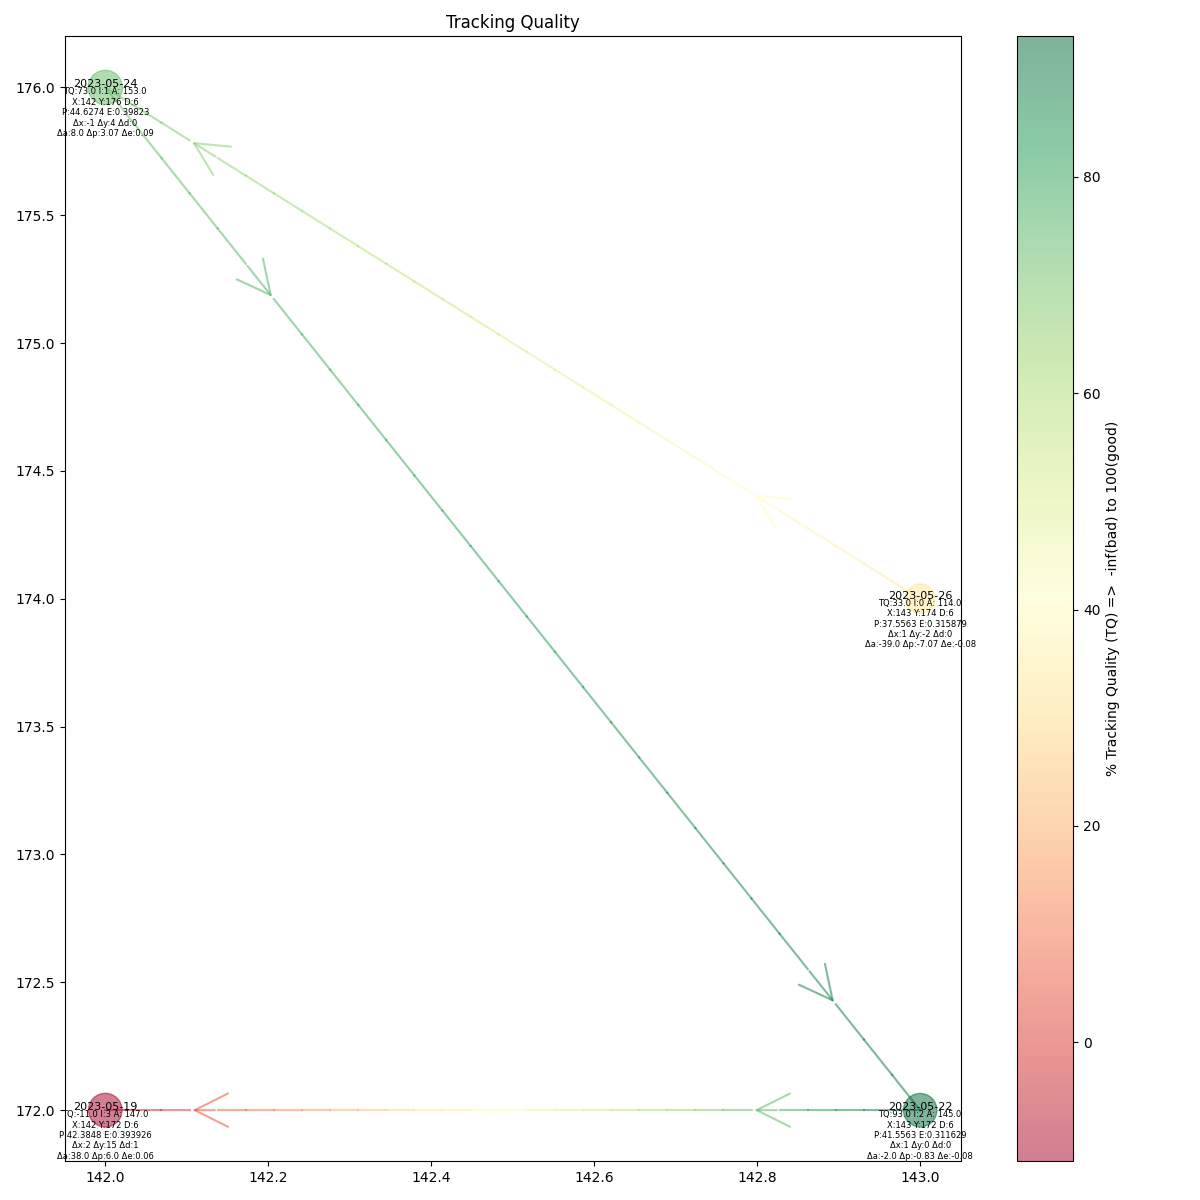 Tracking Quality
2023-05-24
TQ:73.0 I:1 A: 153.0
X:142 Y:176 D:6
P:44.6274 E:0.39823
Δx:-1 Δy:4 Δd:0
Δa:8.0 Δp:3.07 Δe:0.09
2023-05-26
TQ:33.0 I:0 A: 114.0
X:143 Y:174 D:6
P:37.5563 E:0.315879
Δx:1 Δy:-2 Δd:0
Δa:-39.0 Δp:-7.07 Δe:-0.08
2023-05-19
TQ:-11.0 I:3 A: 147.0
X:142 Y:172 D:6
P:42.3848 E:0.393926
Δx:2 Δy:15 Δd:1
Δa:38.0 Δp:6.0 Δe:0.06
2023-05-22
TQ:93.0 I:2 A: 145.0
X:143 Y:172 D:6
P:41.5563 E:0.311629
Δx:1 Δy:0 Δd:0
Δa:-2.0 Δp:-0.83 Δe:-0.08
176.0
175.5
175.0
174.5
174.0
173.5
173.0
172.5
172.0
142.0
142.2
142.4
142.6
142.8
143.0
80
60
40
20
0
% Tracking Quality (TQ) => -inf(bad) to 100(good)